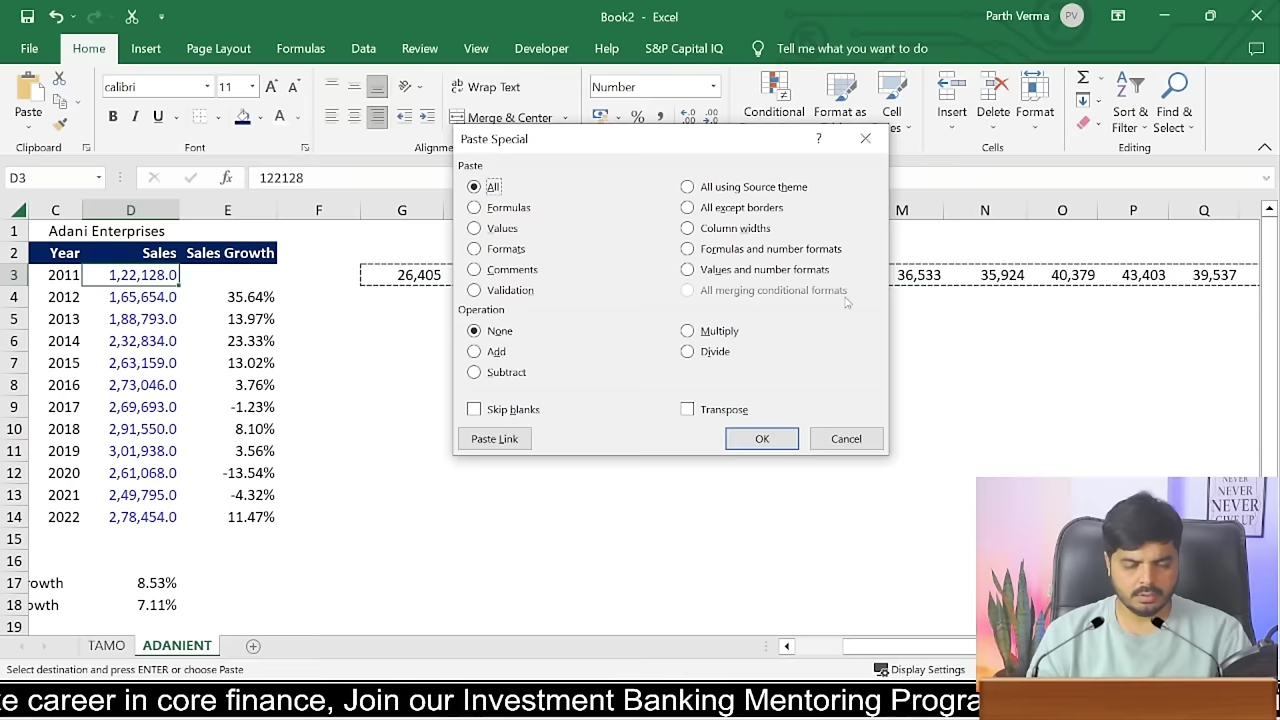 Book2 - Excel
Parth Verma PV
File Home Insert Page Layout Formulas Data Review View Developer Help S&P Capital IQ Tell me what you want to do
calibri 11 Wrap Text Number
Paste B I U Merge & Center % Conditional Format as Cell Insert Delete Format Sort & Find &
Filter Select
Clipboard Font Alignme Cells Editing
D3 fx 122128
C D E F G M N O P Q
1 Adani Enterprises
2 Year Sales Sales Growth
3 2011 1,22,128.0 26,405 36,533 35,924 40,379 43,403 39,537
4 2012 1,65,654.0 35.64%
5 2013 1,88,793.0 13.97%
6 2014 2,32,834.0 23.33%
7 2015 2,63,159.0 13.02%
8 2016 2,73,046.0 3.76%
9 2017 2,69,693.0 -1.23%
10 2018 2,91,550.0 8.10%
11 2019 3,01,938.0 3.56%
12 2020 2,61,068.0 -13.54%
13 2021 2,49,795.0 -4.32%
14 2022 2,78,454.0 11.47%
15
16
17 rowth 8.53%
18 owth 7.11%
19
Paste Special ?
Paste
All All using Source theme
Formulas All except borders
Values Column widths
Formats Formulas and number formats
Comments Values and number formats
Validation All merging conditional formats
Operation
None Multiply
Add Divide
Subtract
Skip blanks Transpose
Paste Link OK Cancel
NEVER
NEVER
NEVER
GIVE UP
TAMO ADANIENT
Select destination and press ENTER or choose Paste Display Settings
ke career in core finance, Join our Investment Banking Mentoring Progra